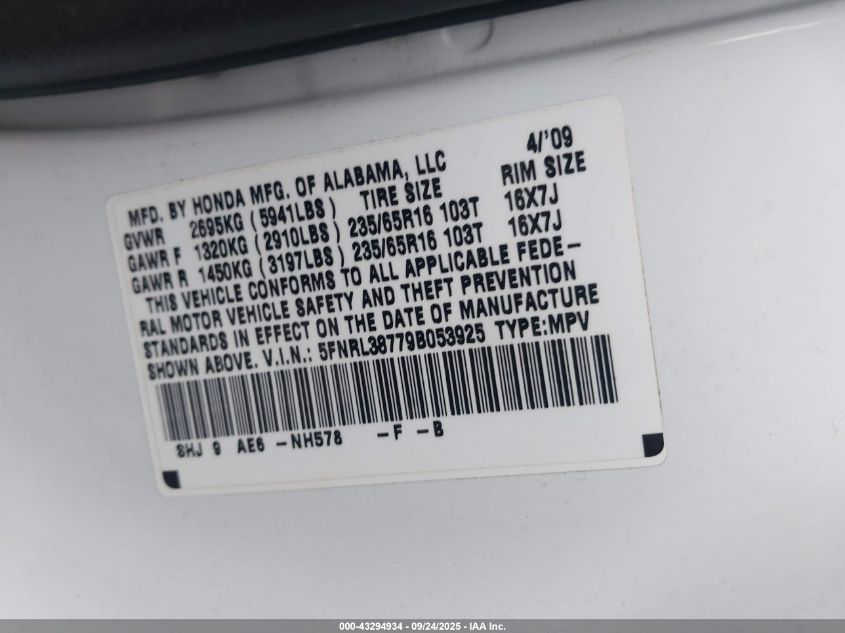 4/'09
MFD. BY HONDA MFG. OF ALABAMA, LLC
GVWR 2695KG (5941LBS) TIRE SIZE RIM SIZE
GAWR F 1320KG (2910LBS) 235/65R16 103T 16X7J
GAWR R 1450KG (3197LBS) 235/65R16 103T 16X7J
THIS VEHICLE CONFORMS TO ALL APPLICABLE FEDE-
RAL MOTOR VEHICLE SAFETY AND THEFT PREVENTION
STANDARDS IN EFFECT ON THE DATE OF MANUFACTURE
SHOWN ABOVE. V.I.N.: 5FNRL38779B053925 TYPE:MPV
SHJ 9 AE6 -NH578 -F -B
000-43294934 - 09/24/2025 - IAA Inc.